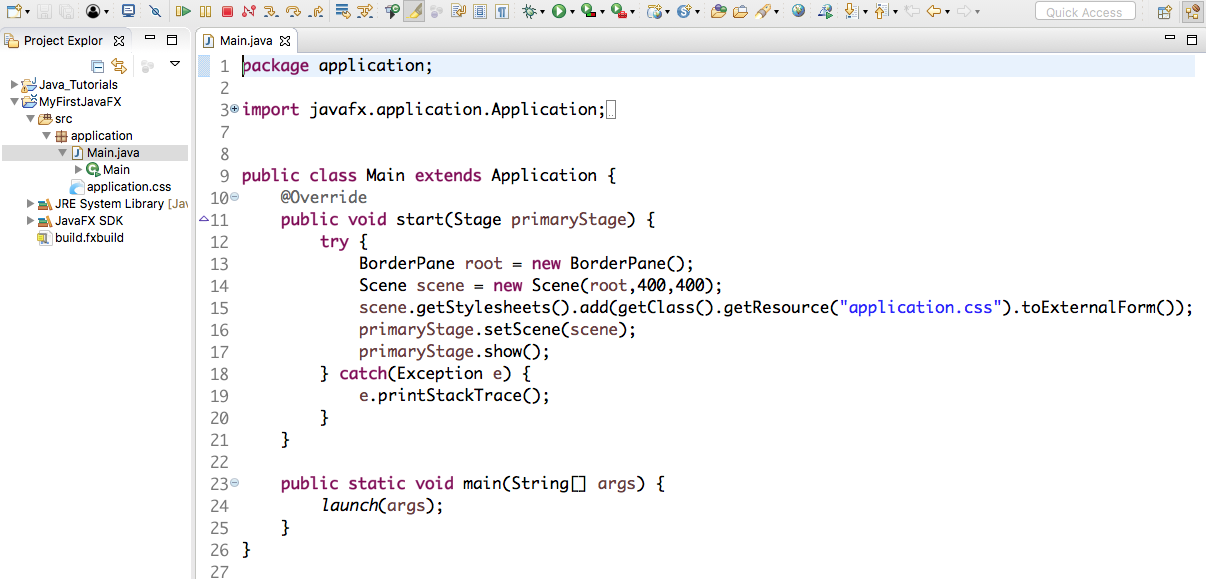 Quick Access
Project Explor
Java_Tutorials
MyFirstJavaFX
src
application
Main.java
Main
application.css
JRE System Library [Jav
JavaFX SDK
build.fxbuild
Main.java
1 package application;
2
3 import javafx.application.Application;
7
8
9 public class Main extends Application {
10 @Override
11 public void start(Stage primaryStage) {
12 try {
13 BorderPane root = new BorderPane();
14 Scene scene = new Scene(root,400,400);
15 scene.getStylesheets().add(getClass().getResource("application.css").toExternalForm());
16 primaryStage.setScene(scene);
17 primaryStage.show();
18 } catch(Exception e) {
19 e.printStackTrace();
20 }
21 }
22
23 public static void main(String[] args) {
24 launch(args);
25 }
26 }
27